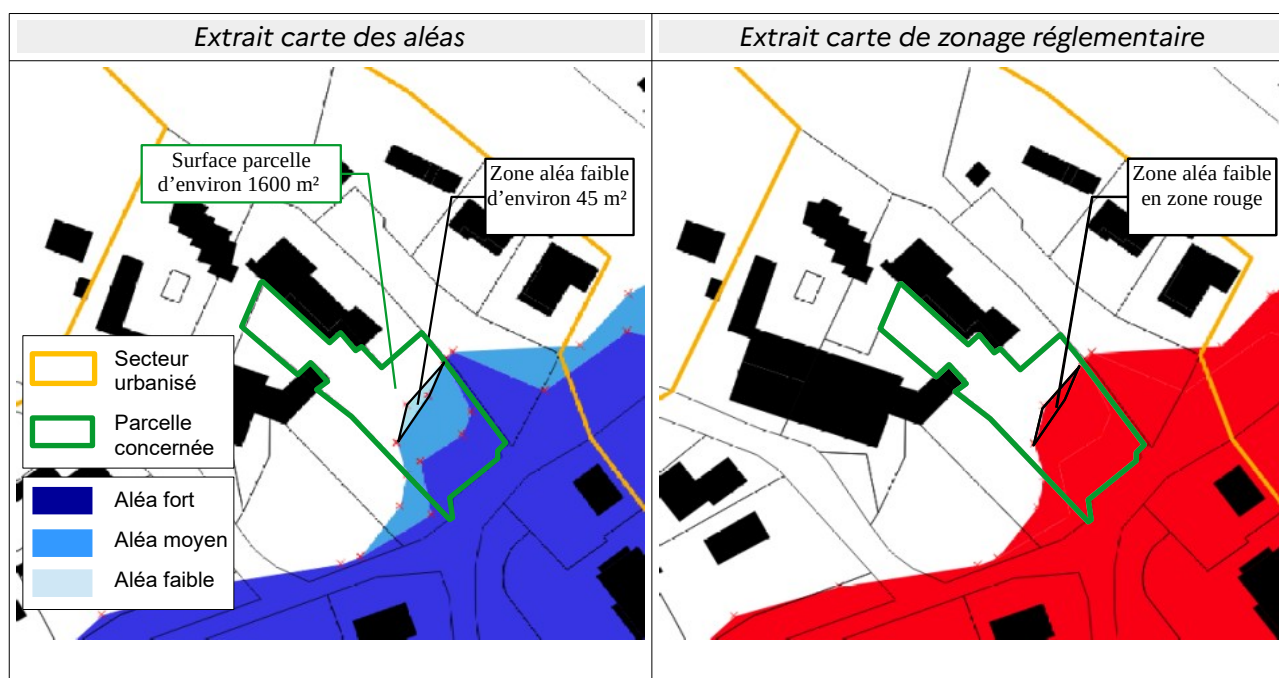 Extrait carte des aléas
Extrait carte de zonage réglementaire
Surface parcelle
d’environ 1600 m²
Zone aléa faible
d’environ 45 m²
Secteur
urbanisé
Parcelle
concernée
Aléa fort
Aléa moyen
Aléa faible
Zone aléa faible
en zone rouge